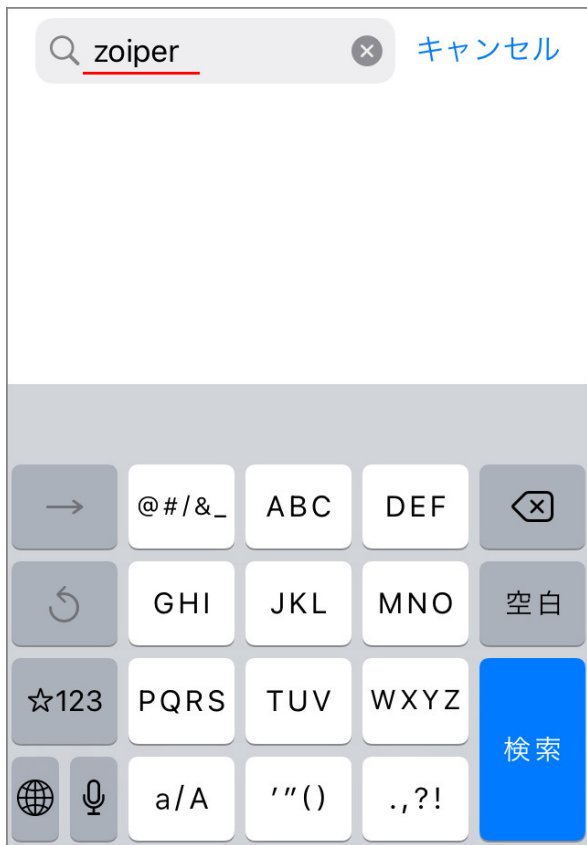 zoiper キャンセル
→ @#/&_ ABC DEF
GHI JKL MNO 空白
☆123 PQRS TUV WXYZ
検索
a/A '"() .,?!